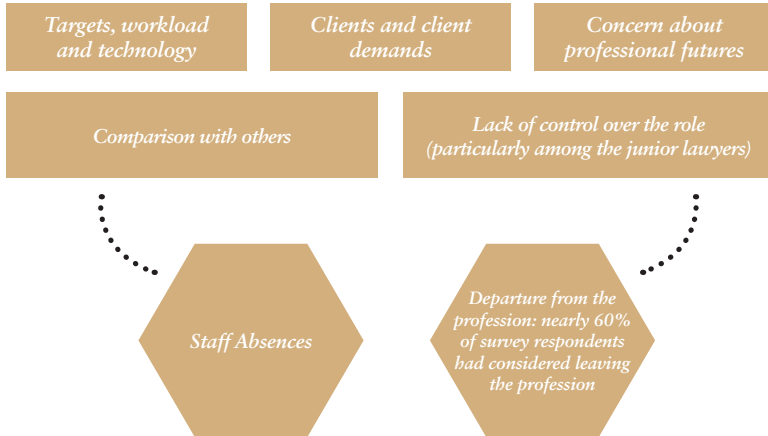 Targets, workload
and technology
Clients and client
demands
Concern about
professional futures
Comparison with others
Lack of control over the role
(particularly among the junior lawyers)
Staff Absences
Departure from the
profession: nearly 60%
of survey respondents
had considered leaving
the profession